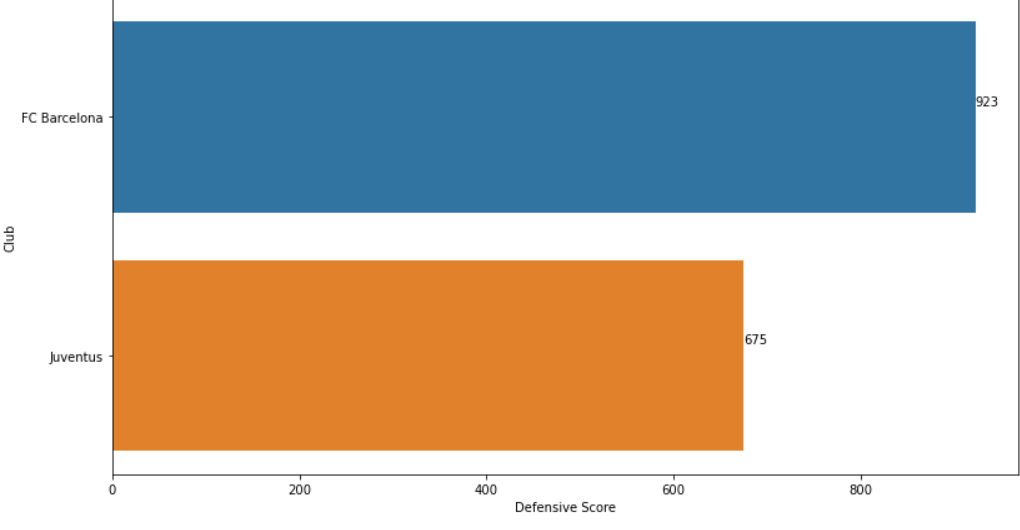 FC Barcelona
923
Club
Juventus
675
0 200 400 600 800
Defensive Score